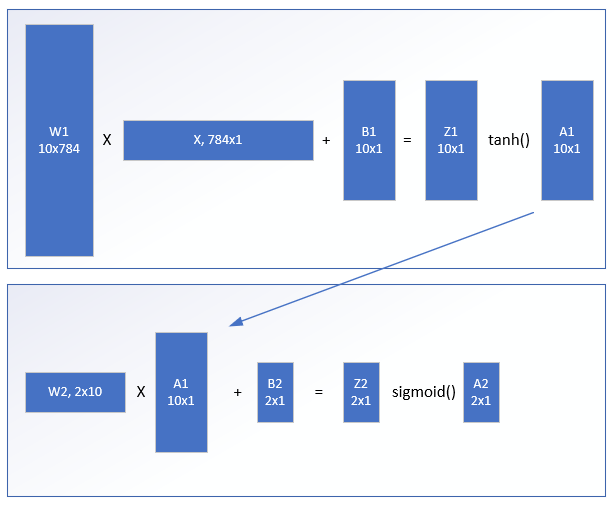 W1
10x784
X
X, 784x1
+
B1
10x1
=
Z1
10x1
tanh()
A1
10x1
W2, 2x10
X
A1
10x1
+
B2
2x1
=
Z2
2x1
sigmoid()
A2
2x1